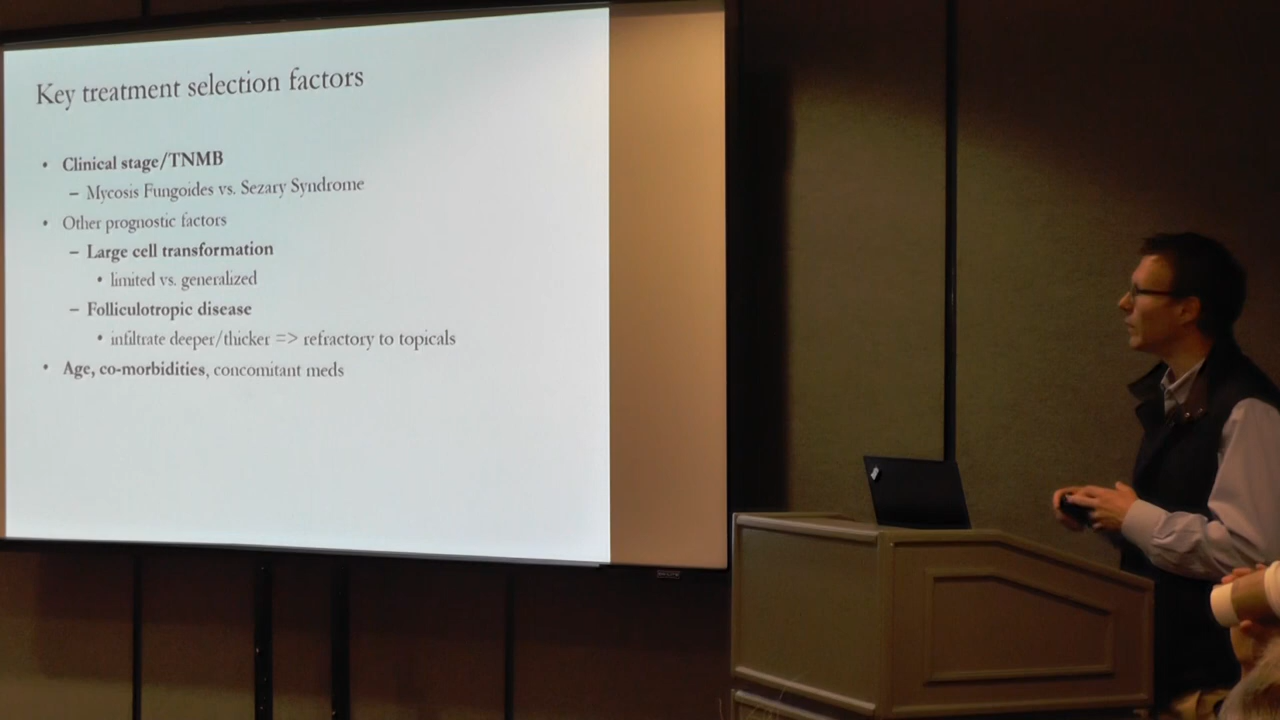 Key treatment selection factors
• Clinical stage/TNMB
– Mycosis Fungoides vs. Sezary Syndrome
• Other prognostic factors
– Large cell transformation
• limited vs. generalized
– Folliculotropic disease
• infiltrate deeper/thicker => refractory to topicals
• Age, co-morbidities, concomitant meds